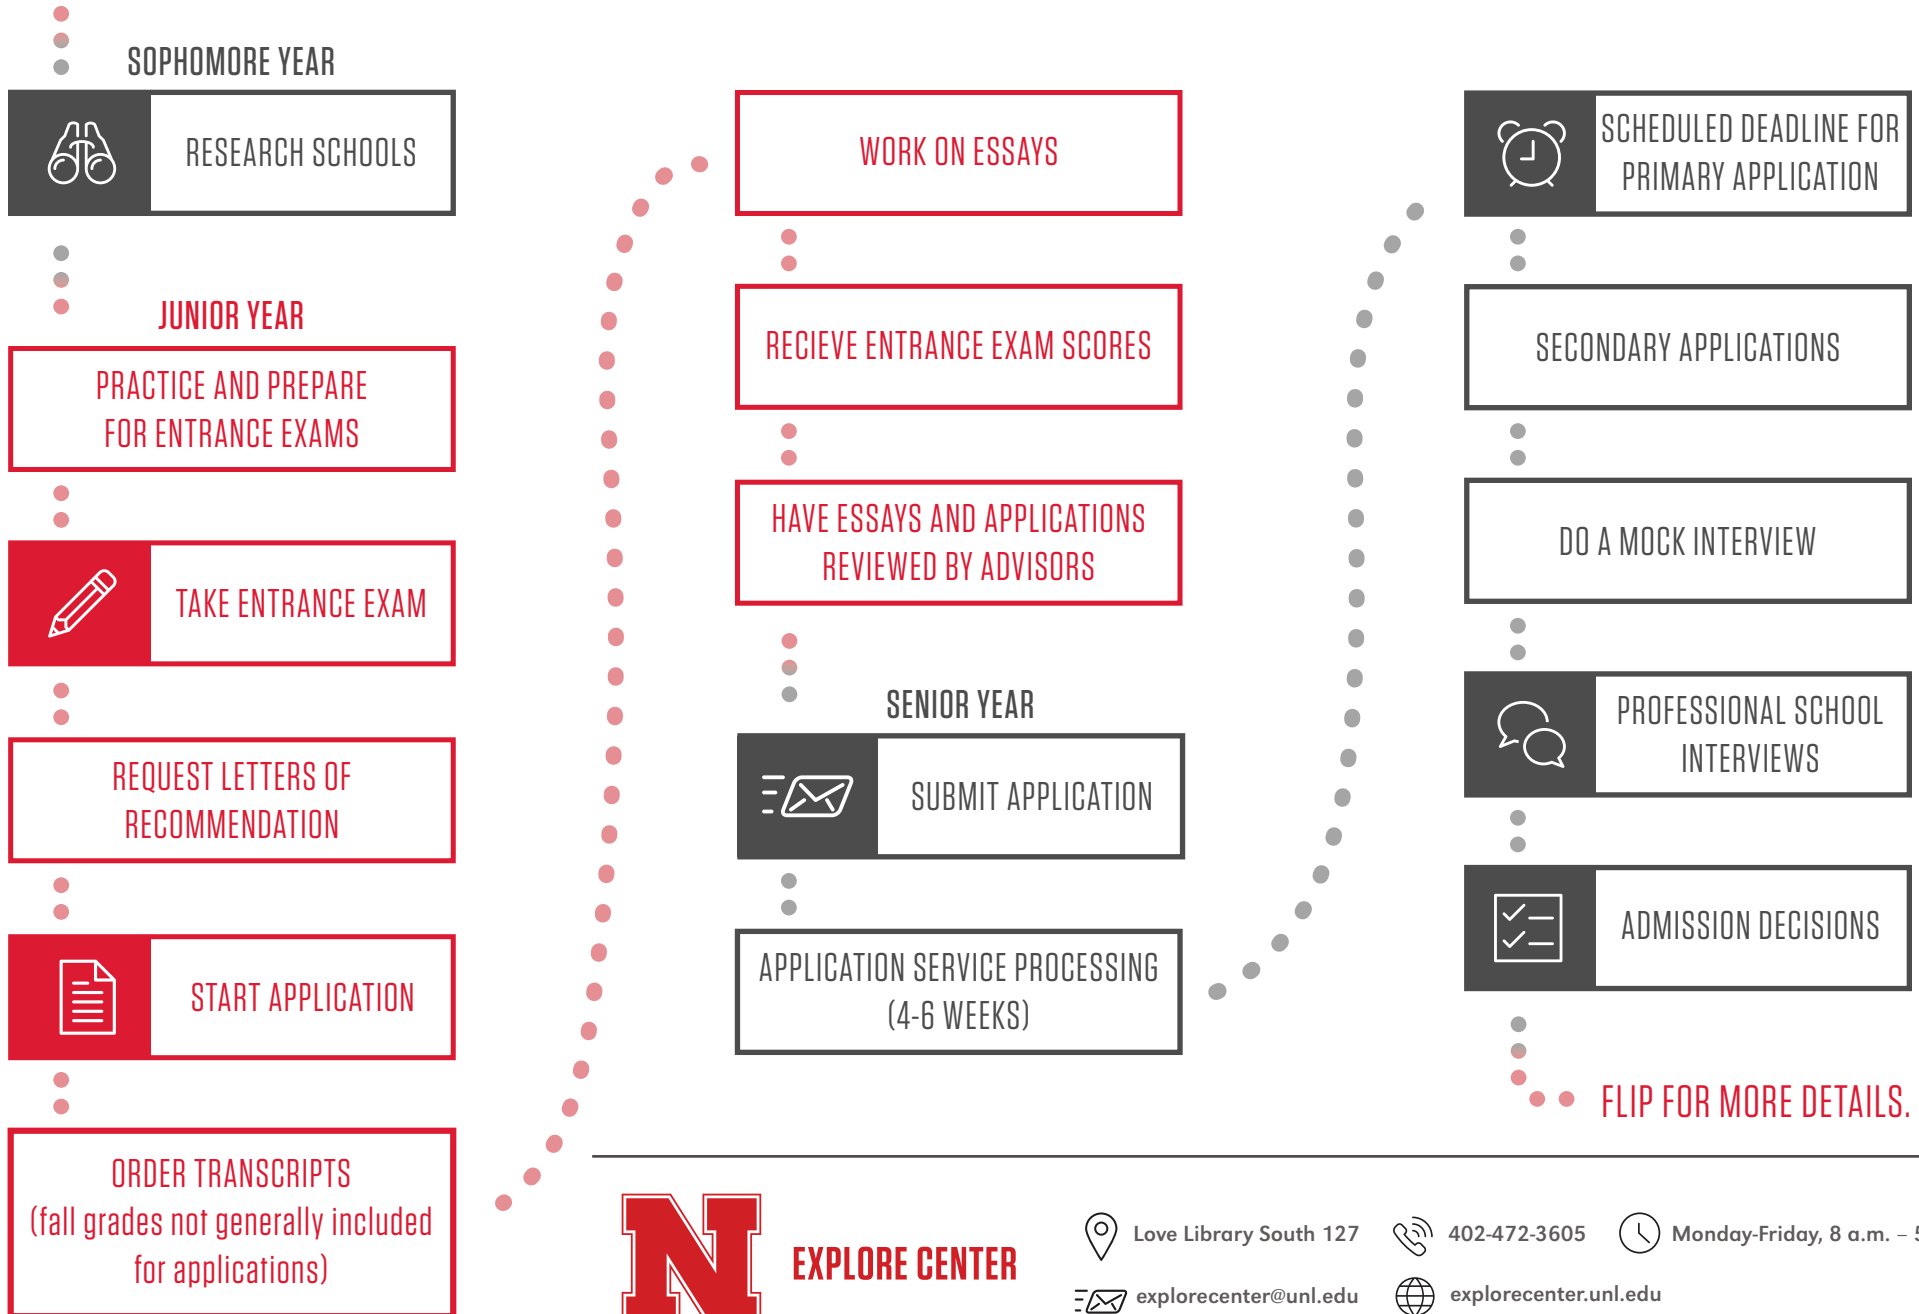 SOPHOMORE YEAR
RESEARCH SCHOOLS
JUNIOR YEAR
PRACTICE AND PREPARE
FOR ENTRANCE EXAMS
TAKE ENTRANCE EXAM
REQUEST LETTERS OF
RECOMMENDATION
START APPLICATION
ORDER TRANSCRIPTS
(fall grades not generally included
for applications)
WORK ON ESSAYS
RECIEVE ENTRANCE EXAM SCORES
HAVE ESSAYS AND APPLICATIONS
REVIEWED BY ADVISORS
SENIOR YEAR
SUBMIT APPLICATION
APPLICATION SERVICE PROCESSING
(4-6 WEEKS)
SCHEDULED DEADLINE FOR
PRIMARY APPLICATION
SECONDARY APPLICATIONS
DO A MOCK INTERVIEW
PROFESSIONAL SCHOOL
INTERVIEWS
ADMISSION DECISIONS
FLIP FOR MORE DETAILS.
N
EXPLORE CENTER
Love Library South 127
402-472-3605
Monday-Friday, 8 a.m. – 5
explorecenter@unl.edu
explorecenter.unl.edu